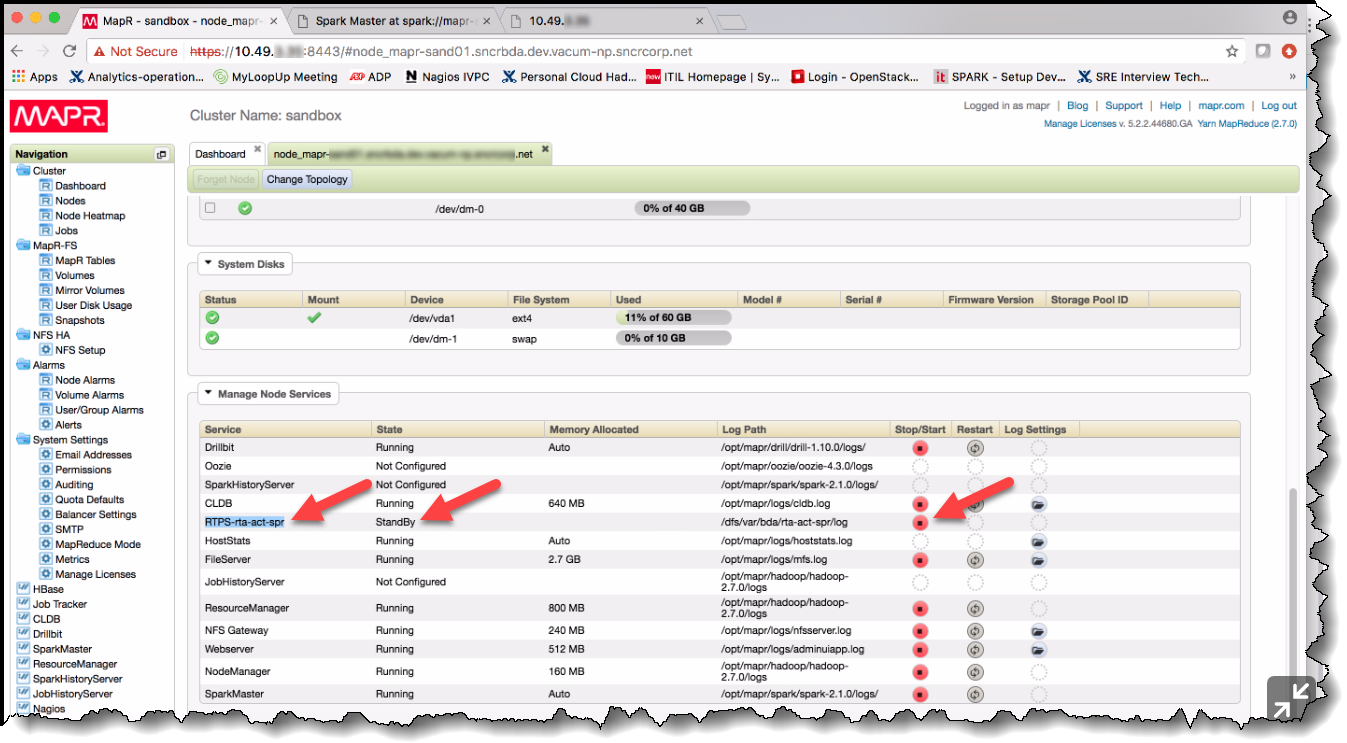 MapR - sandbox - node_mapr-
Spark Master at spark://mapr-
10.49.
Not Secure https://10.49. :8443/#node_mapr-sand01.sncrbda.dev.vacum-np.sncrcorp.net
Apps Analytics-operation... MyLoopUp Meeting ADP Nagios IVPC Personal Cloud Had... now ITIL Homepage | Sy... Login - OpenStack... it SPARK - Setup Dev... SRE Interview Tech... »
MAPR
Cluster Name: sandbox
Logged in as mapr | Blog | Support | Help | mapr.com | Log out
Manage Licenses v. 5.2.2.44680.GA Yarn MapReduce (2.7.0)
Navigation
Cluster
Dashboard
Nodes
Node Heatmap
Jobs
MapR-FS
MapR Tables
Volumes
Mirror Volumes
User Disk Usage
Snapshots
NFS HA
NFS Setup
Alarms
Node Alarms
Volume Alarms
User/Group Alarms
Alerts
System Settings
Email Addresses
Permissions
Auditing
Quota Defaults
Balancer Settings
SMTP
MapReduce Mode
Metrics
Manage Licenses
HBase
Job Tracker
CLDB
Drillbit
SparkMaster
ResourceManager
SparkHistoryServer
JobHistoryServer
Nagios
Dashboard node_mapr- .net
Forget Node Change Topology
/dev/dm-0 0% of 40 GB
System Disks
Status Mount Device File System Used Model # Serial # Firmware Version Storage Pool ID
/dev/vda1 ext4 11% of 60 GB
/dev/dm-1 swap 0% of 10 GB
Manage Node Services
Service State Memory Allocated Log Path Stop/Start Restart Log Settings
Drillbit Running Auto /opt/mapr/drill/drill-1.10.0/logs/
Oozie Not Configured /opt/mapr/oozie/oozie-4.3.0/logs
SparkHistoryServer Not Configured /opt/mapr/spark/spark-2.1.0/logs/
CLDB Running 640 MB /opt/mapr/logs/cldb.log
RTPS-rta-act-spr StandBy /dfs/var/bda/rta-act-spr/log
HostStats Running Auto /opt/mapr/logs/hoststats.log
FileServer Running 2.7 GB /opt/mapr/logs/mfs.log
JobHistoryServer Not Configured /opt/mapr/hadoop/hadoop-
2.7.0/logs
ResourceManager Running 800 MB /opt/mapr/hadoop/hadoop-
2.7.0/logs
NFS Gateway Running 240 MB /opt/mapr/logs/nfsserver.log
Webserver Running 512 MB /opt/mapr/logs/adminuiapp.log
NodeManager Running 160 MB /opt/mapr/hadoop/hadoop-
2.7.0/logs
SparkMaster Running Auto /opt/mapr/spark/spark-2.1.0/logs/